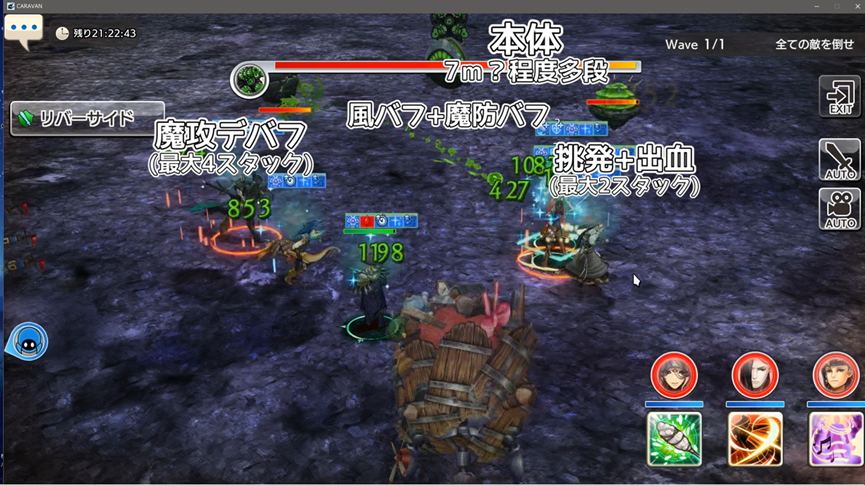 CARAVAN
残り21:22:43
本体
7m？程度多段
Wave 1/1
全ての敵を倒せ
EXIT
リバーサイド
魔攻デバフ
(最大4スタック)
風バフ+魔防バフ
挑発+出血
(最大2スタック)
AUTO
AUTO
108
427
853
1198